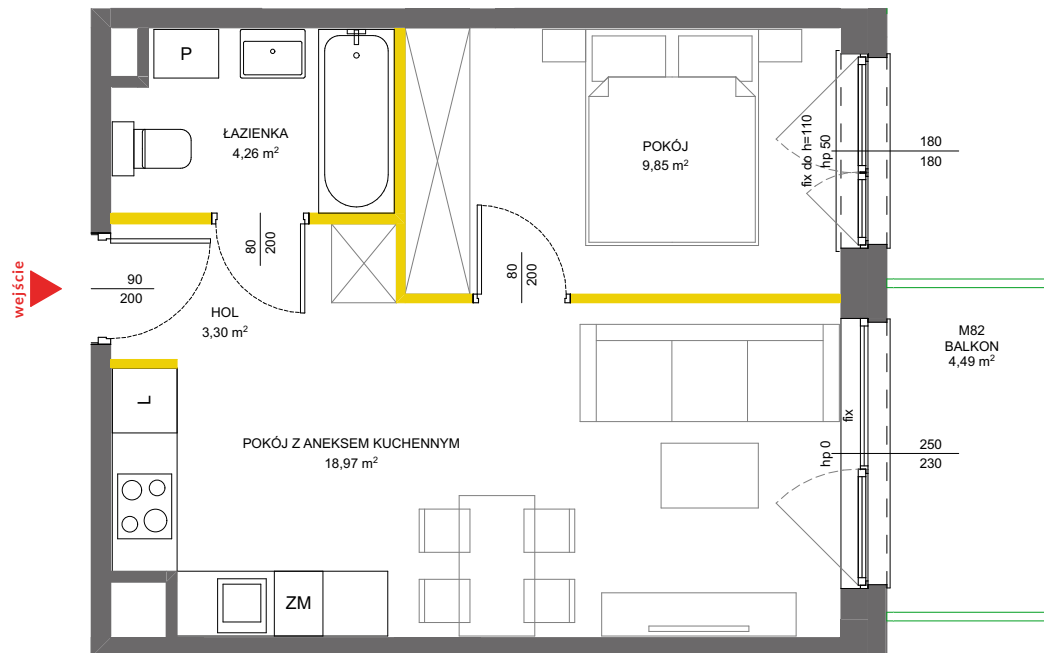 P
ŁAZIENKA
4,26 m²
POKÓJ
9,85 m²
fix do h=110
hp 50
180
180
80
200
80
200
wejście
90
200
HOL
3,30 m²
M82
BALKON
4,49 m²
L
fix
hp 0
250
230
POKÓJ Z ANEKSEM KUCHENNYM
18,97 m²
ZM